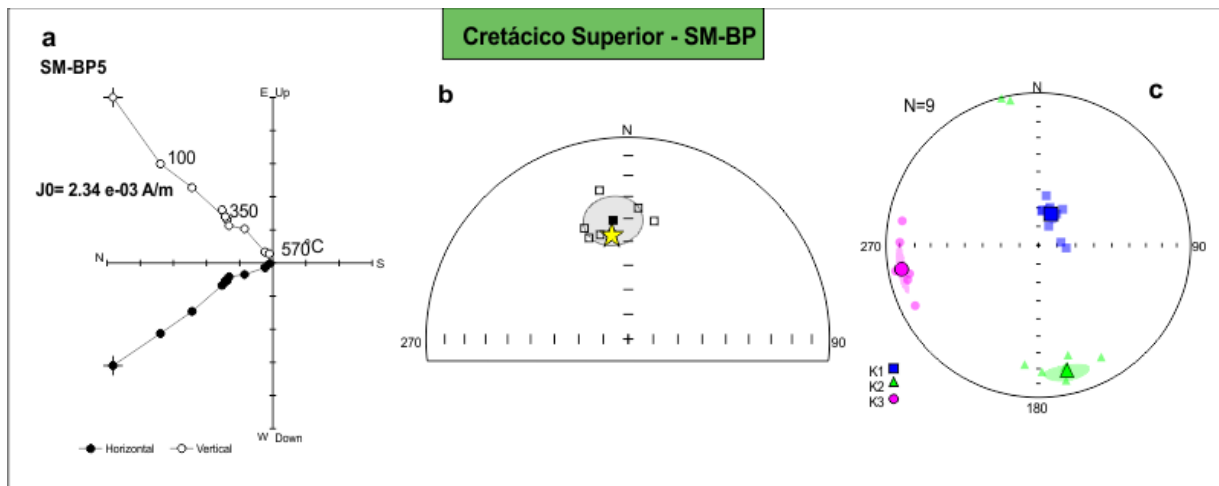 Cretácico Superior - SM-BP
a
SM-BP5
E Up
100
J0= 2.34 e-03 A/m
350
570°C
N
S
W Down
Horizontal
Vertical
b
N
270
90
c
N=9
N
270
90
180
K1
K2
K3